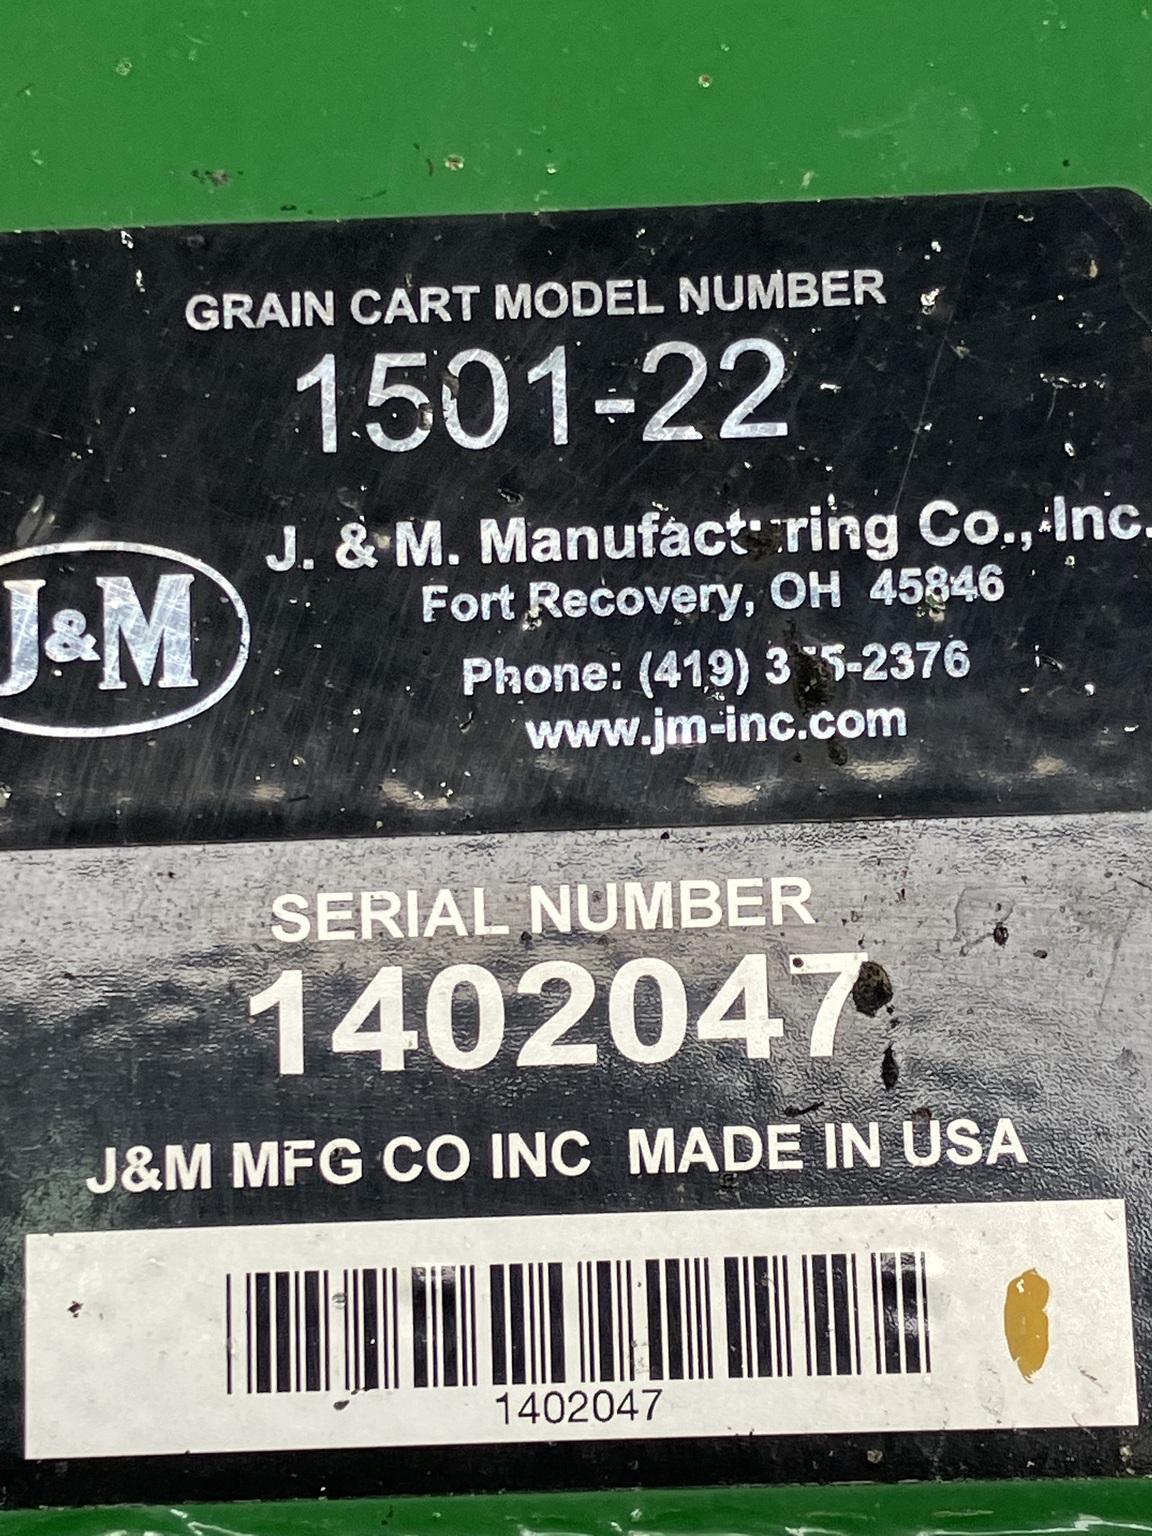 GRAIN CART MODEL NUMBER
1501-22
J&M
J. & M. Manufacturing Co., Inc.
Fort Recovery, OH 45846
Phone: (419)
www.jm-inc.com
SERIAL NUMBER
1402047
J&M MFG CO INC MADE IN USA
1402047